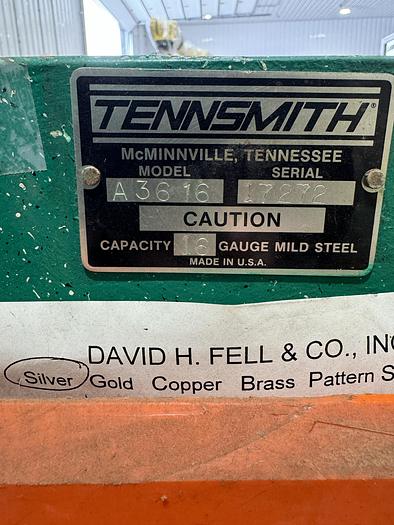 TENNSMITH®
McMINNVILLE, TENNESSEE
MODEL SERIAL
A3616 17272
CAUTION
CAPACITY 16 GAUGE MILD STEEL
MADE IN U.S.A.
DAVID H. FELL & CO., INC
Silver Gold Copper Brass Pattern S